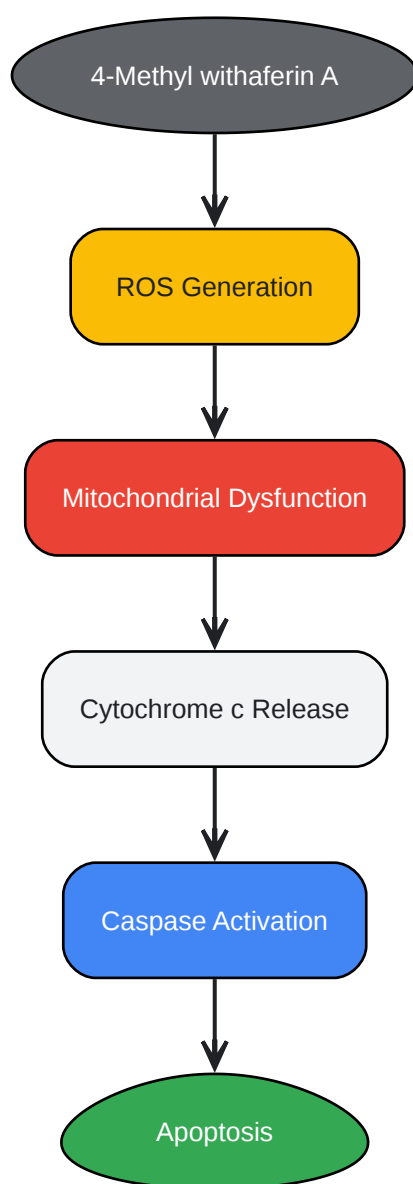 4-Methyl withaferin A
ROS Generation
Mitochondrial Dysfunction
Cytochrome c Release
Caspase Activation
Apoptosis